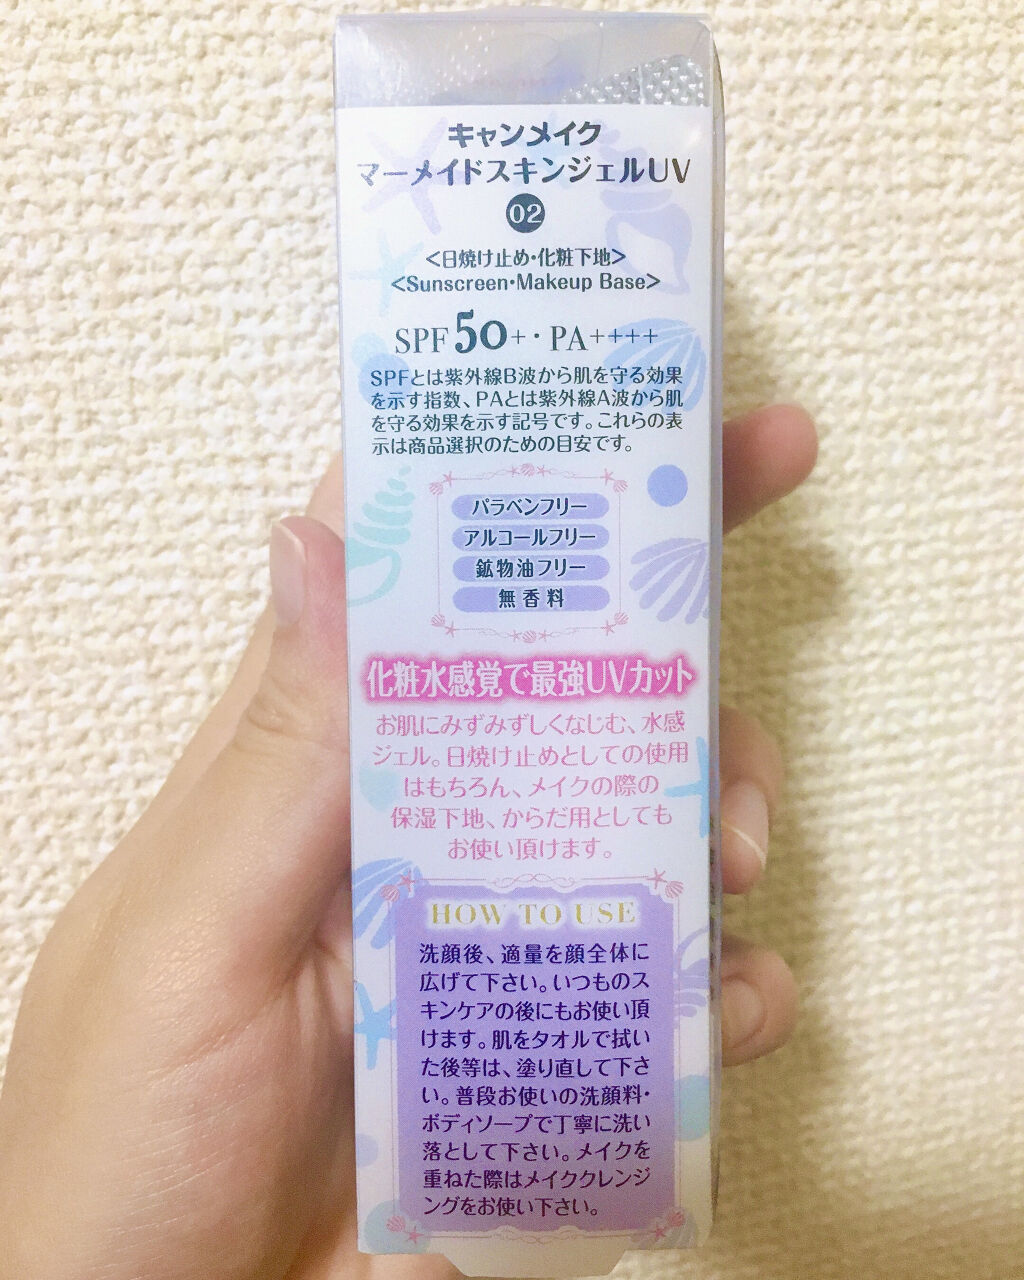 キャンメイク
マーメイドスキンジェルUV
02
<日焼け止め・化粧下地>
<Sunscreen・Makeup Base>
SPF50+・PA++++
SPFとは紫外線B波から肌を守る効果
を示す指数、PAとは紫外線A波から肌
を守る効果を示す記号です。これらの表
示は商品選択のための目安です。
パラベンフリー
アルコールフリー
鉱物油フリー
無香料
化粧水感覚で最強UVカット
お肌にみずみずしくなじむ、水感
ジェル。日焼け止めとしての使用
はもちろん、メイクの際の
保湿下地、からだ用としても
お使い頂けます。
HOW TO USE
洗顔後、適量を顔全体に
広げて下さい。いつものス
キンケアの後にもお使い頂
けます。肌をタオルで拭い
た後等は、塗り直して下さ
い。普段お使いの洗顔料・
ボディソープで丁寧に洗い
落として下さい。メイクを
重ねた際はメイククレンジ
ングをお使い下さい。